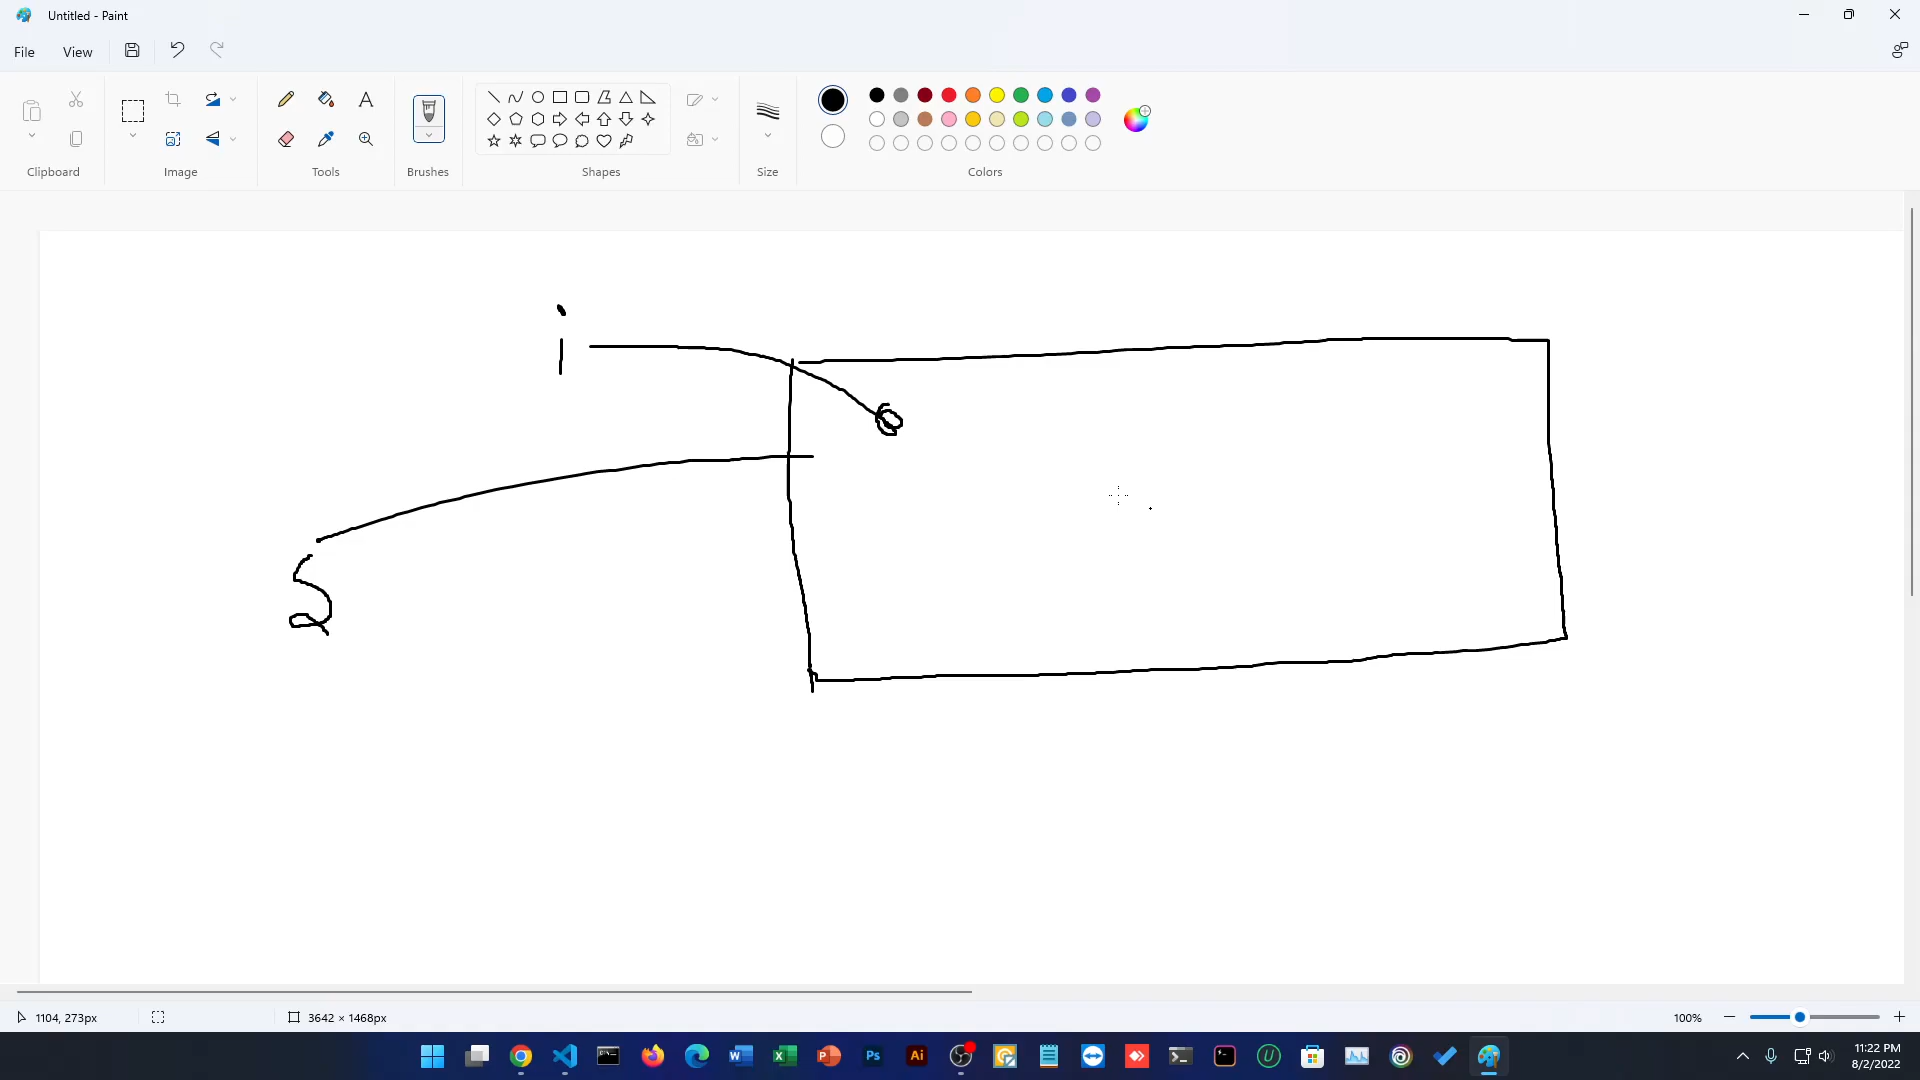 Untitled - Paint
File View
Clipboard Image Tools Brushes Shapes Size Colors
A
i
1104, 273px 3642 × 1468px 100%
11:22 PM
8/2/2022